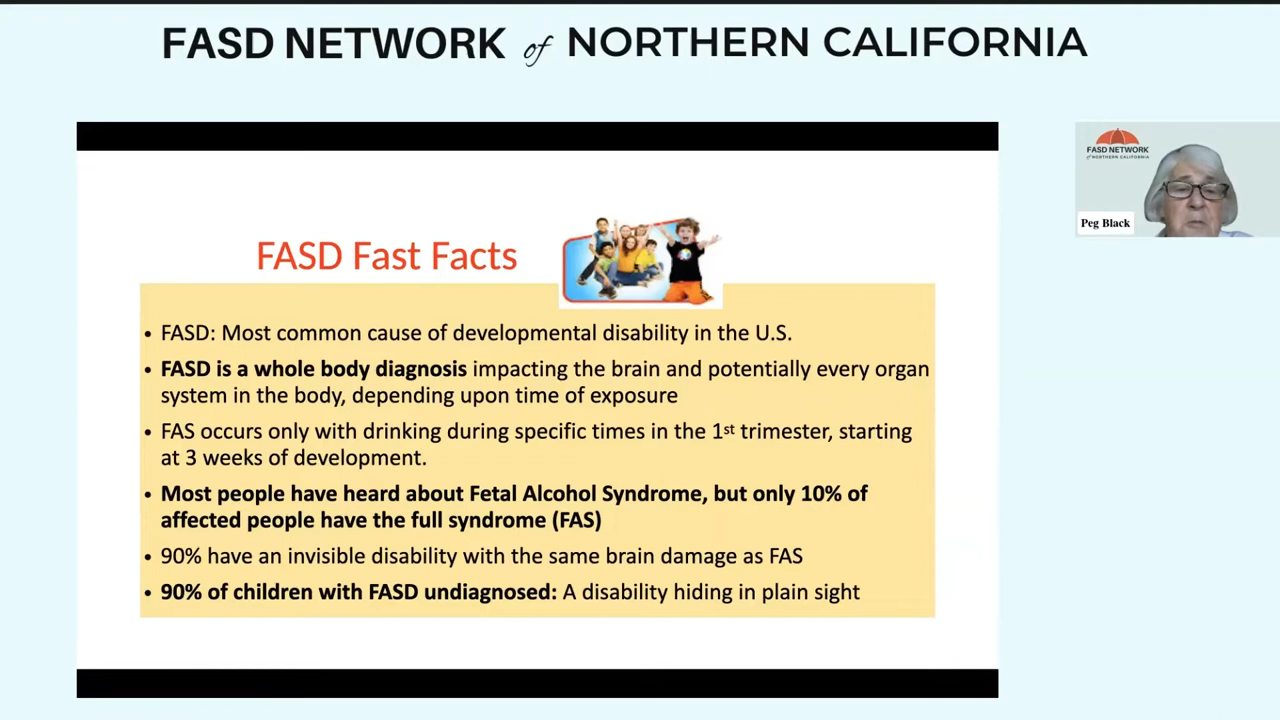 FASD NETWORK of NORTHERN CALIFORNIA
FASD NETWORK
of NORTHERN CALIFORNIA
Peg Black
FASD Fast Facts
• FASD: Most common cause of developmental disability in the U.S.
• FASD is a whole body diagnosis impacting the brain and potentially every organ
system in the body, depending upon time of exposure
• FAS occurs only with drinking during specific times in the 1st trimester, starting
at 3 weeks of development.
• Most people have heard about Fetal Alcohol Syndrome, but only 10% of
affected people have the full syndrome (FAS)
• 90% have an invisible disability with the same brain damage as FAS
• 90% of children with FASD undiagnosed: A disability hiding in plain sight